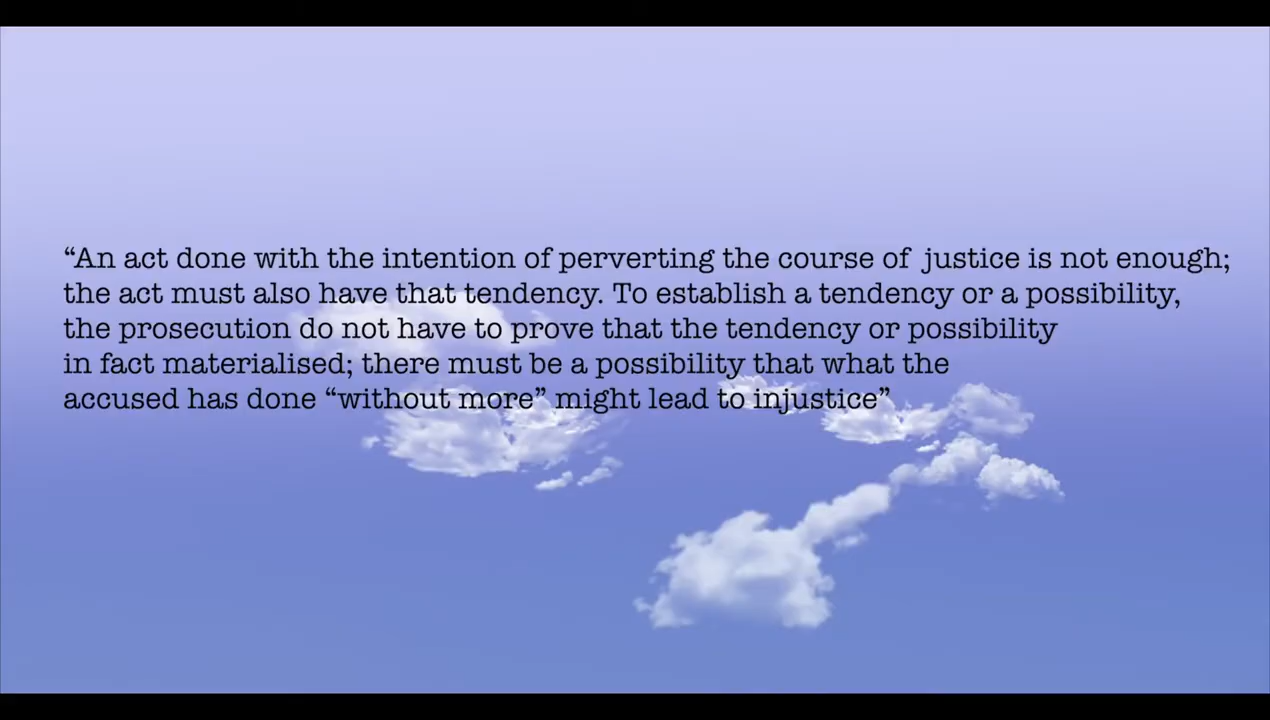 “An act done with the intention of perverting the course of justice is not enough;
the act must also have that tendency. To establish a tendency or a possibility,
the prosecution do not have to prove that the tendency or possibility
in fact materialised; there must be a possibility that what the
accused has done “without more” might lead to injustice”